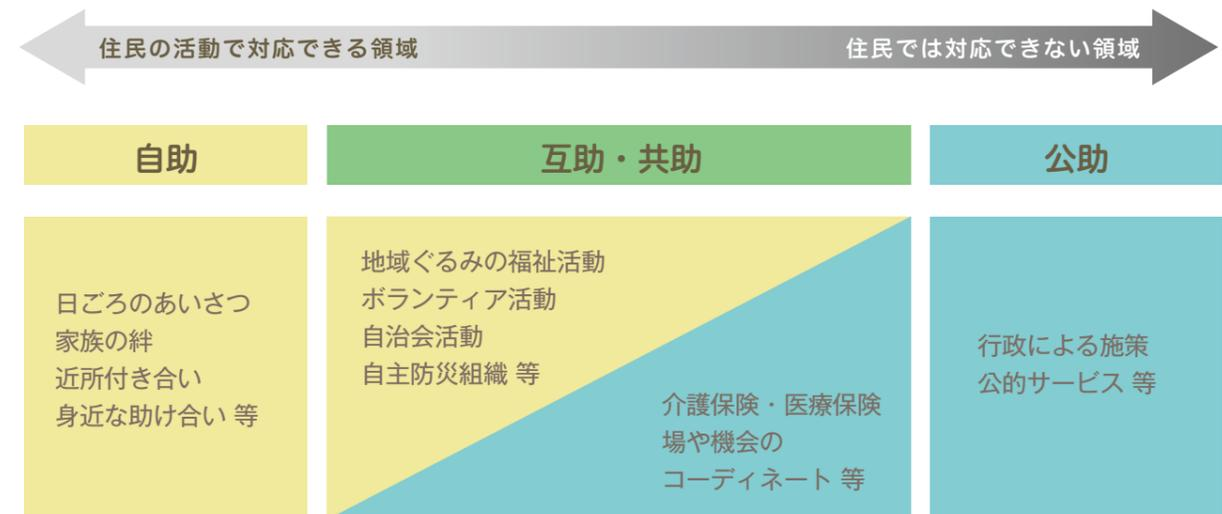 住民の活動で対応できる領域
住民では対応できない領域
自助
互助・共助
公助
日ごろのあいさつ
家族の絆
近所付き合い
身近な助け合い 等
地域ぐるみの福祉活動
ボランティア活動
自治会活動
自主防災組織 等
介護保険・医療保険
場や機会の
コーディネート 等
行政による施策
公的サービス 等